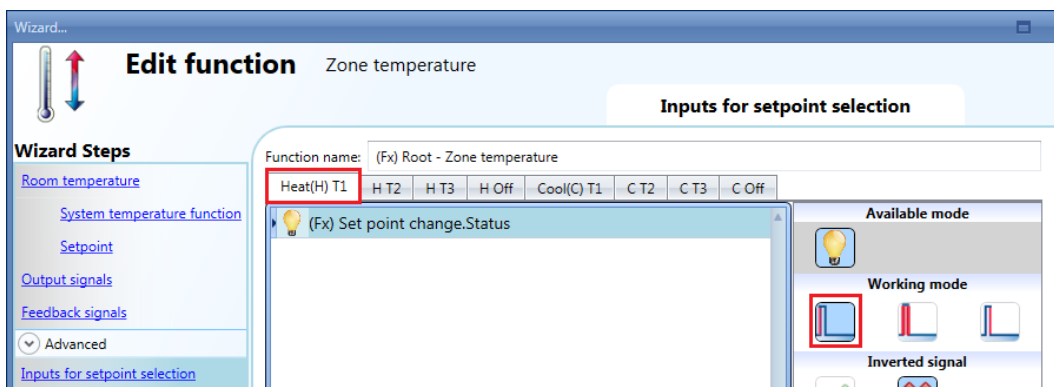 Wizard...
Edit function Zone temperature
Inputs for setpoint selection
Wizard Steps
Room temperature
System temperature function
Setpoint
Output signals
Feedback signals
Advanced
Inputs for setpoint selection
Function name: (Fx) Root - Zone temperature
Heat(H) T1 H T2 H T3 H Off Cool(C) T1 C T2 C T3 C Off
(Fx) Set point change.Status
Available mode
Working mode
Inverted signal